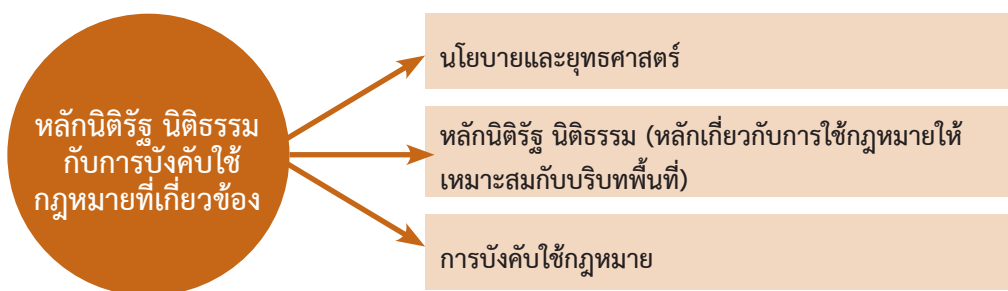 หลักนิติรัฐ นิติธรรม
กับการบังคับใช้
กฎหมายที่เกี่ยวข้อง
นโยบายและยุทธศาสตร์
หลักนิติรัฐ นิติธรรม (หลักเกี่ยวกับการใช้กฎหมายให้
เหมาะสมกับบริบทพื้นที่)
การบังคับใช้กฎหมาย